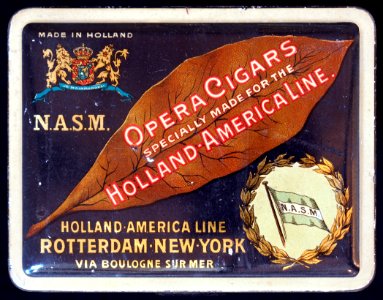 MADE IN HOLLAND
N.A.S.M.
OPERA CIGARS
SPECIALLY MADE FOR THE
HOLLAND-AMERICA LINE.
N.A.S.M
HOLLAND-AMERICA LINE
ROTTERDAM-NEW-YORK
VIA BOULOGNE SUR MER